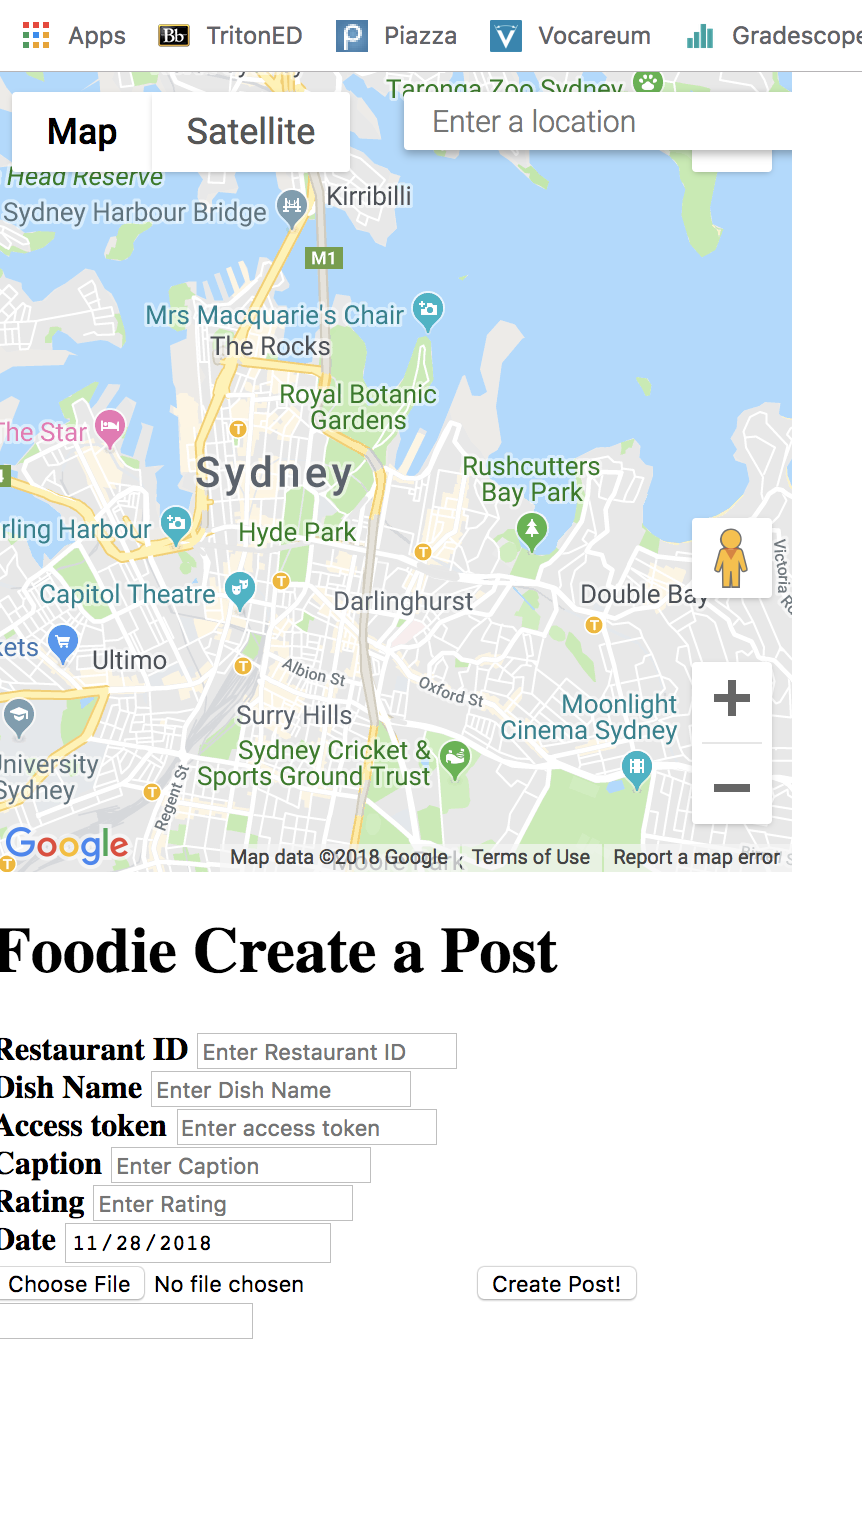 Apps TritonED Piazza Vocareum Gradescope
Taronga Zoo Sydney
Map Satellite Enter a location
Head Reserve
Sydney Harbour Bridge
Kirribilli
M1
Mrs Macquarie's Chair
The Rocks
Royal Botanic
Gardens
The Star
Sydney
Rushcutters
Bay Park
rling Harbour
Hyde Park
Capitol Theatre
Darlinghurst
Double Bay
Victoria
kets
Ultimo
Albion St
Oxford St
Surry Hills
Moonlight
Cinema Sydney
Sydney Cricket &
Sports Ground Trust
University
Sydney
Regent St
Google
Map data ©2018 Google Terms of Use Report a map error
Moore Park
Foodie Create a Post
Restaurant ID Enter Restaurant ID
Dish Name Enter Dish Name
Access token Enter access token
Caption Enter Caption
Rating Enter Rating
Date 11/28/2018
Choose File No file chosen Create Post!